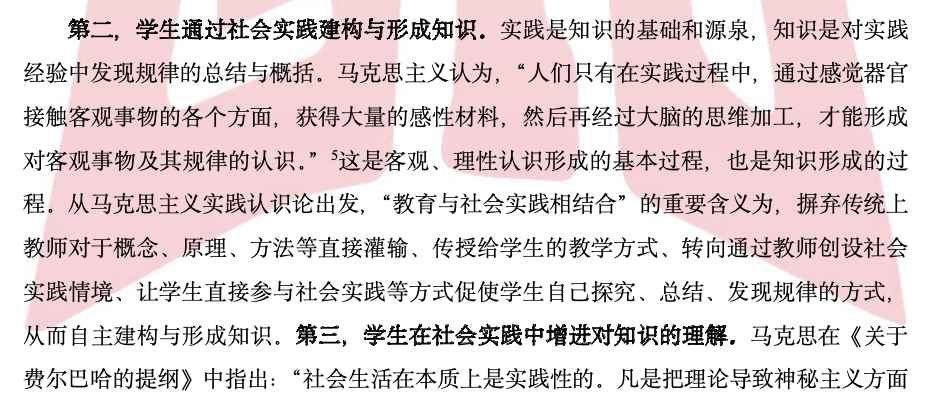 第二，学生通过社会实践建构与形成知识．实践是知识的基础和源泉，知识是对实践
经验中发现规律的总结与概括．马克思主义认为，“人们只有在实践过程中，通过感觉器官
接触客观事物的各个方面，获得大量的感性材料，然后再经过大脑的思维加工，才能形成
对客观事物及其规律的认识．” 5这是客观、理性认识形成的基本过程，也是知识形成的过
程．从马克思主义实践认识论出发，“教育与社会实践相结合”的重要含义为，摒弃传统上
教师对于概念、原理、方法等直接灌输、传授给学生的教学方式、转向通过教师创设社会
实践情境、让学生直接参与社会实践等方式促使学生自己探究、总结、发现规律的方式，
从而自主建构与形成知识．第三，学生在社会实践中增进对知识的理解．马克思在《关于
费尔巴哈的提纲》中指出：“社会生活在本质上是实践性的．凡是把理论导致神秘主义方面